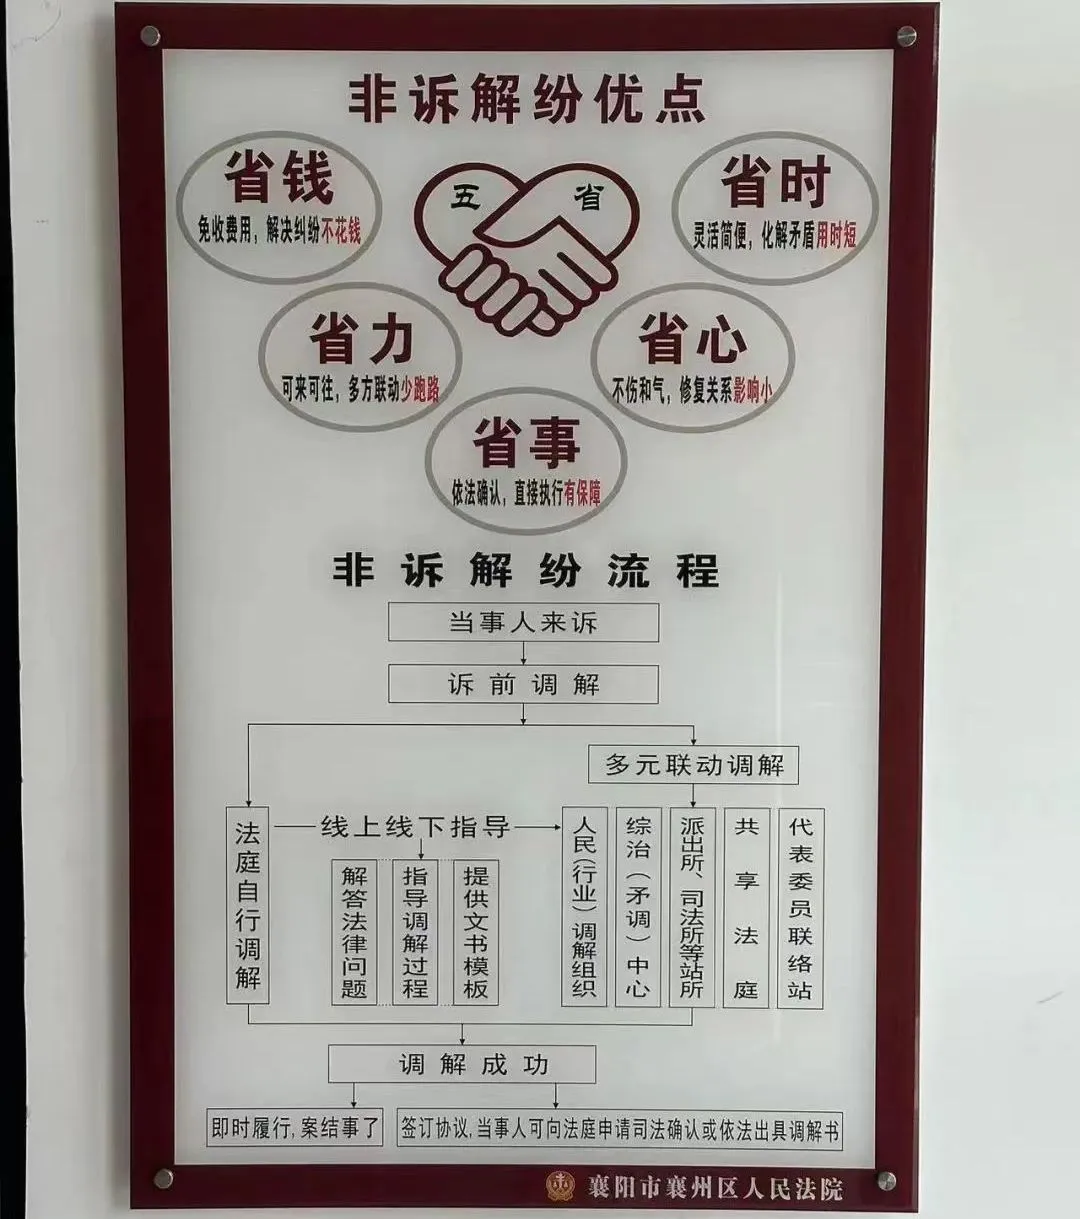 非诉解纷优点
省钱
免收费用，解决纠纷不花钱
五省
省时
灵活简便，化解矛盾用时短
省力
可来可往，多方联动少跑路
省心
不伤和气，修复关系影响小
省事
依法确认，直接执行有保障
非诉解纷流程
当事人来诉
诉前调解
多元联动调解
法庭自行调解
线上线下指导
解答法律问题
指导调解过程
提供文书模板
人民(行业)调解组织
综治(矛调)中心
派出所、司法所等站所
共享法庭
代表委员联络站
调解成功
即时履行,案结事了
签订协议,当事人可向法庭申请司法确认或依法出具调解书
襄阳市襄州区人民法院